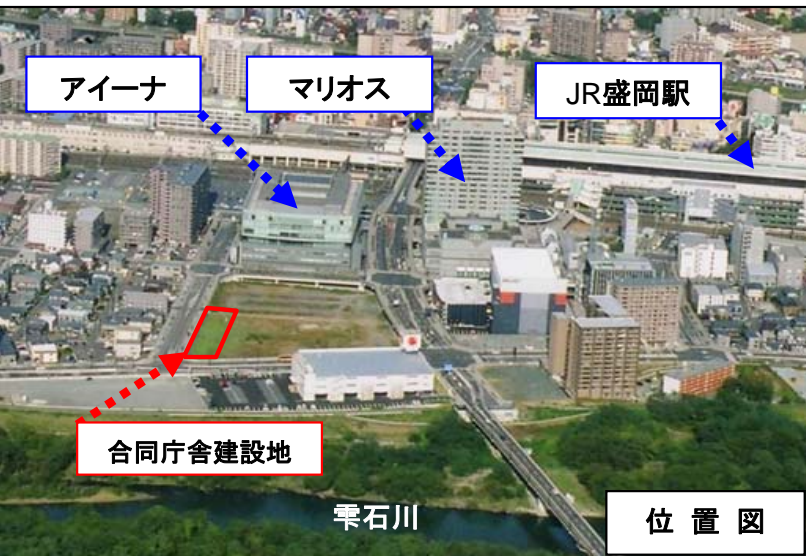 アイーナ
マリオス
JR盛岡駅
合同庁舎建設地
雫石川
位置図